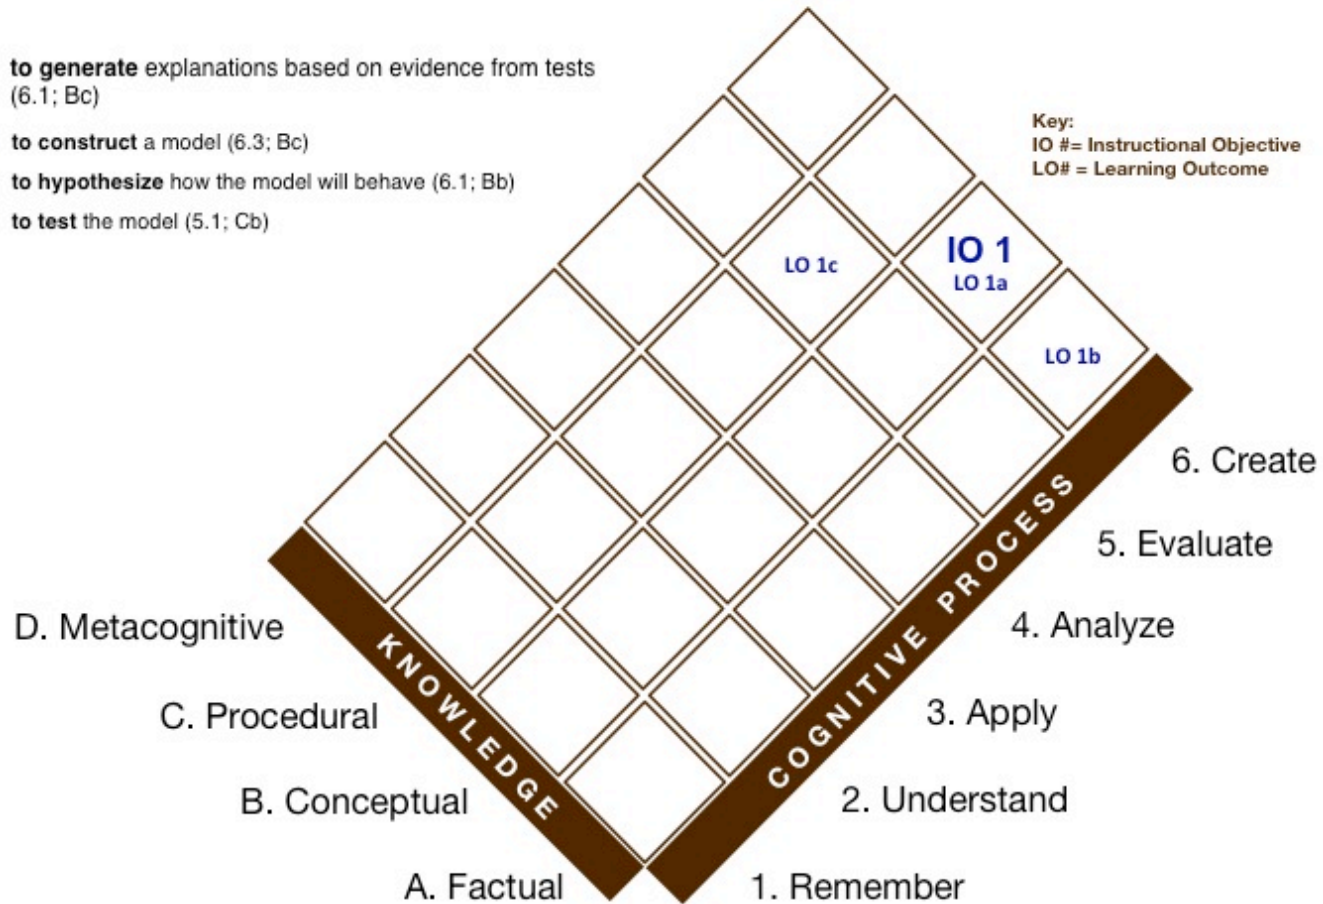 to generate explanations based on evidence from tests
(6.1; Bc)
to construct a model (6.3; Bc)
to hypothesize how the model will behave (6.1; Bb)
to test the model (5.1; Cb)
Key:
IO #= Instructional Objective
LO# = Learning Outcome
IO 1
LO 1a
LO 1c
LO 1b
6. Create
5. Evaluate
4. Analyze
3. Apply
2. Understand
1. Remember
COGNITIVE PROCESS
KNOWLEDGE
D. Metacognitive
C. Procedural
B. Conceptual
A. Factual